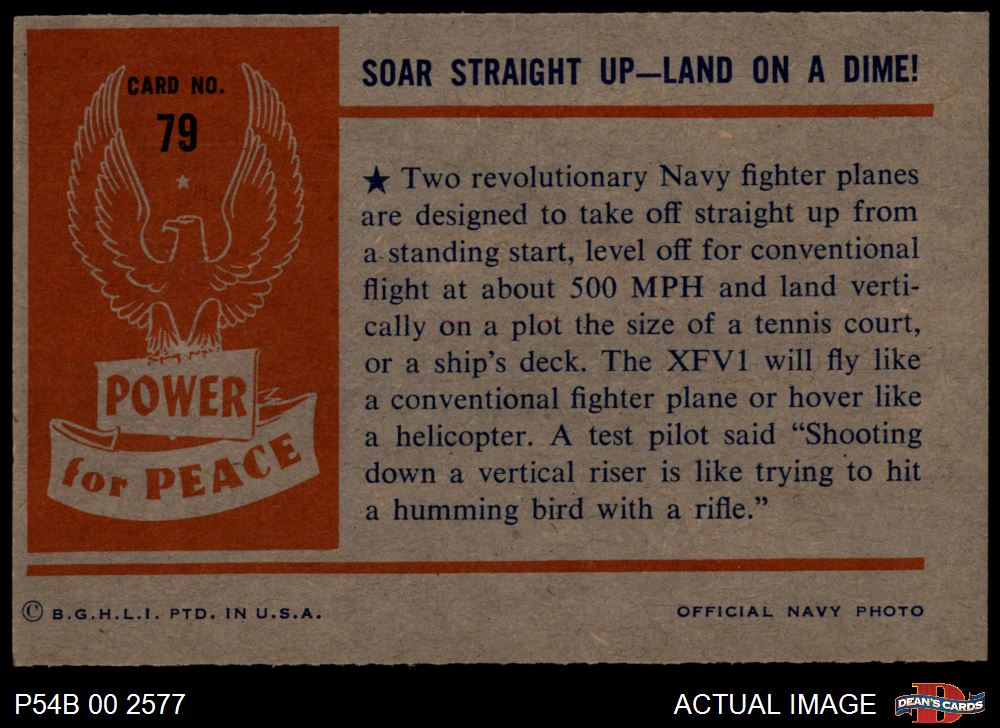 CARD NO.
79
POWER
for PEACE
SOAR STRAIGHT UP—LAND ON A DIME!
★ Two revolutionary Navy fighter planes
are designed to take off straight up from
a standing start, level off for conventional
flight at about 500 MPH and land verti-
cally on a plot the size of a tennis court,
or a ship's deck. The XFV1 will fly like
a conventional fighter plane or hover like
a helicopter. A test pilot said “Shooting
down a vertical riser is like trying to hit
a humming bird with a rifle.”
© B.G.H.L.I. PTD. IN U.S.A.
OFFICIAL NAVY PHOTO
P54B 00 2577
ACTUAL IMAGE
D
DEAN'S CARDS